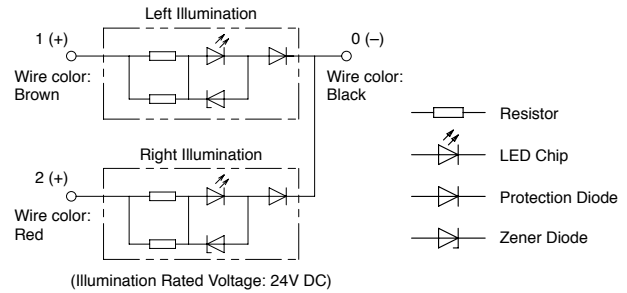 Left Illumination
1 (+)
0 (–)
Wire color:
Brown
Wire color:
Black
Right Illumination
2 (+)
Wire color:
Red
(Illumination Rated Voltage: 24V DC)
Resistor
LED Chip
Protection Diode
Zener Diode